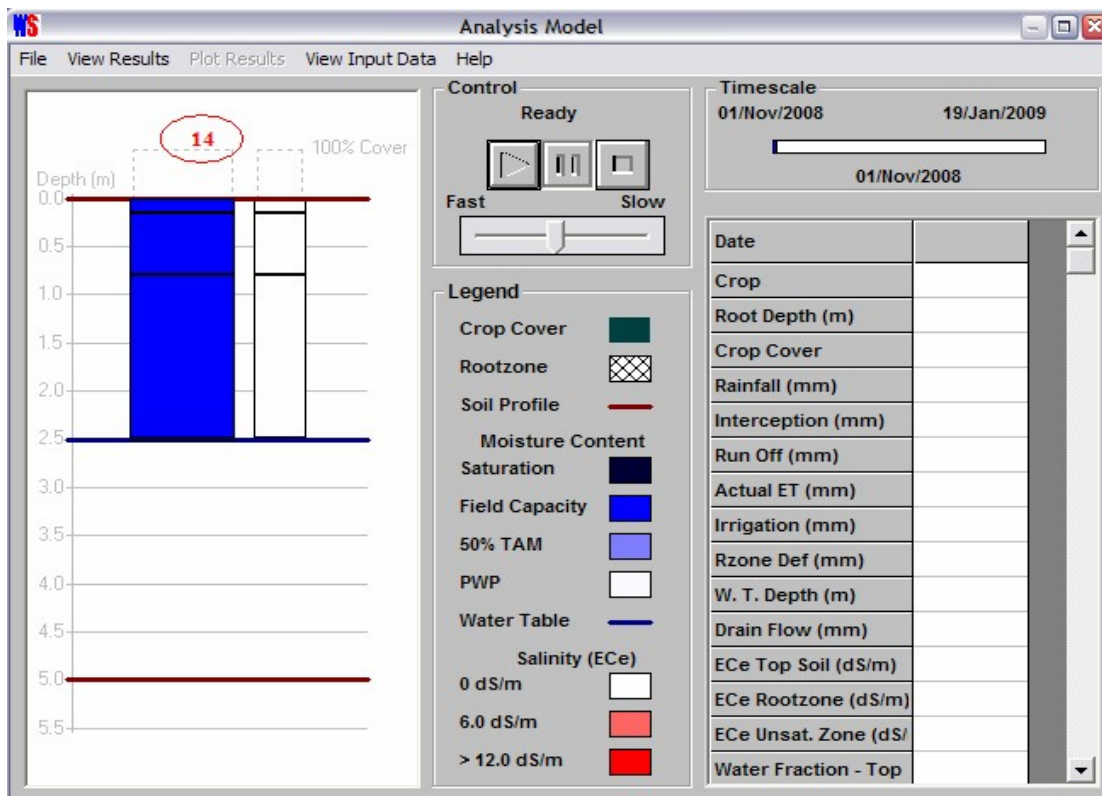 WS
Analysis Model
File View Results Plot Results View Input Data Help
14
100% Cover
Depth (m)
0.0
0.5
1.0
1.5
2.0
2.5
3.0
3.5
4.0
4.5
5.0
5.5
Control
Ready
Fast Slow
Legend
Crop Cover
Rootzone
Soil Profile
Moisture Content
Saturation
Field Capacity
50% TAM
PWP
Water Table
Salinity (ECe)
0 dS/m
6.0 dS/m
> 12.0 dS/m
Timescale
01/Nov/2008 19/Jan/2009
01/Nov/2008
Date
Crop
Root Depth (m)
Crop Cover
Rainfall (mm)
Interception (mm)
Run Off (mm)
Actual ET (mm)
Irrigation (mm)
Rzone Def (mm)
W. T. Depth (m)
Drain Flow (mm)
ECe Top Soil (dS/m)
ECe Rootzone (dS/m)
ECe Unsat. Zone (dS/
Water Fraction - Top